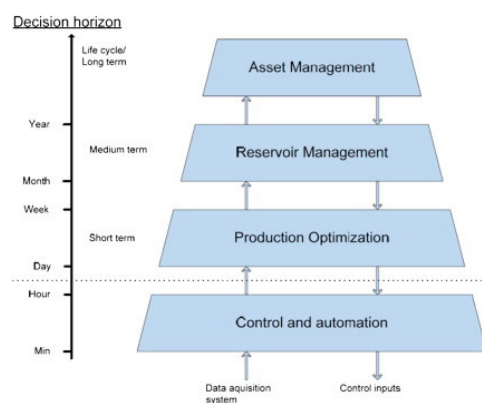 Decision horizon
Life cycle/
Long term
Asset Management
Year
Medium term
Reservoir Management
Month
Week
Short term
Production Optimization
Day
Hour
Control and automation
Min
Data aquisition
system
Control inputs